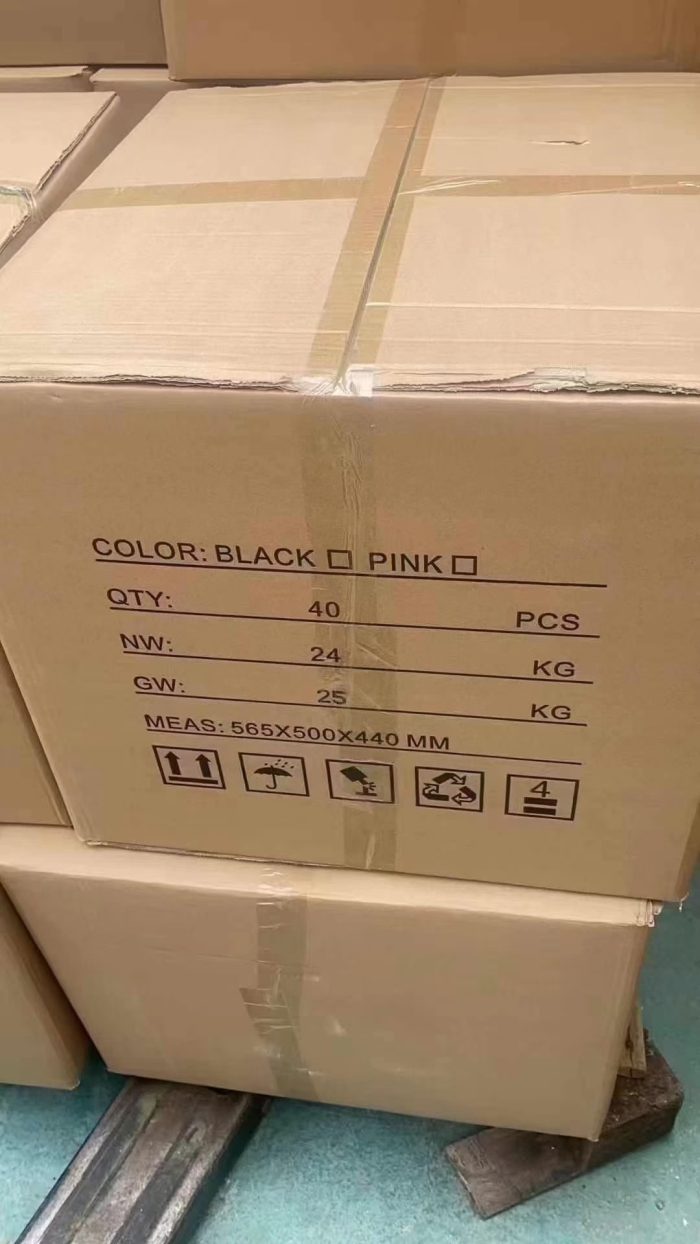 COLOR: BLACK □ PINK □
QTY: 40 PCS
NW: 24 KG
GW: 25 KG
MEAS: 565X500X440 MM
4